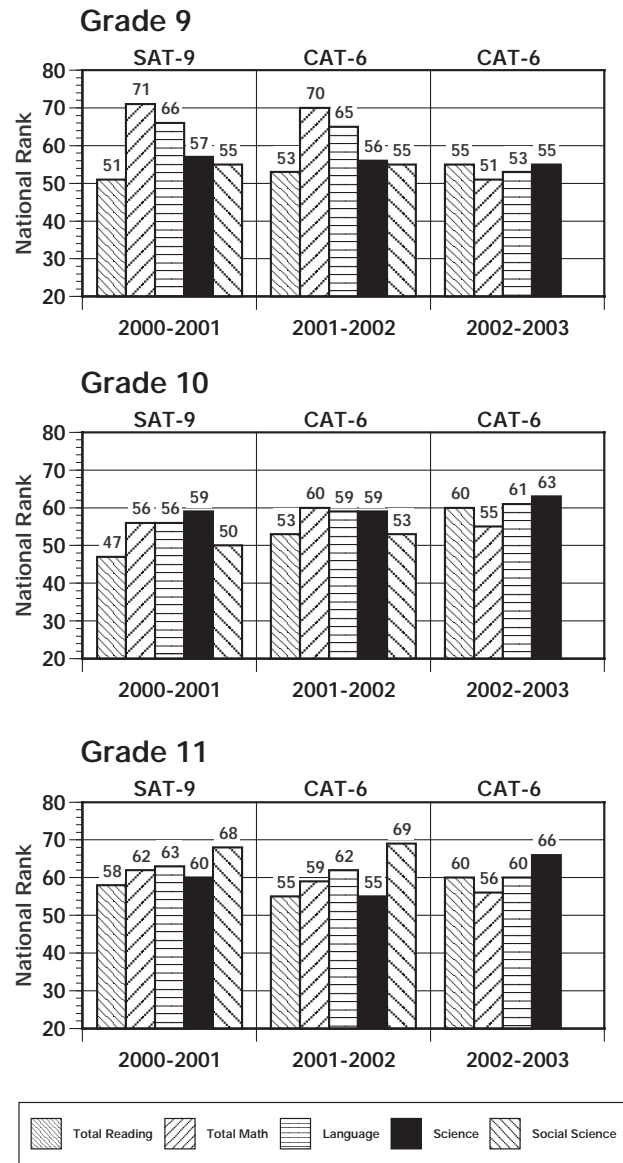 Grade 9
SAT-9 CAT-6 CAT-6
National Rank
80
70
60
50
40
30
20
51 71 66 57 55
53 70 65 56 55
55 51 53 55
2000-2001 2001-2002 2002-2003
Grade 10
SAT-9 CAT-6 CAT-6
National Rank
80
70
60
50
40
30
20
47 56 56 59 50
53 60 59 59 53
60 55 61 63
2000-2001 2001-2002 2002-2003
Grade 11
SAT-9 CAT-6 CAT-6
National Rank
80
70
60
50
40
30
20
58 62 63 60 68
55 59 62 55 69
60 56 60 66
2000-2001 2001-2002 2002-2003
Total Reading Total Math Language Science Social Science